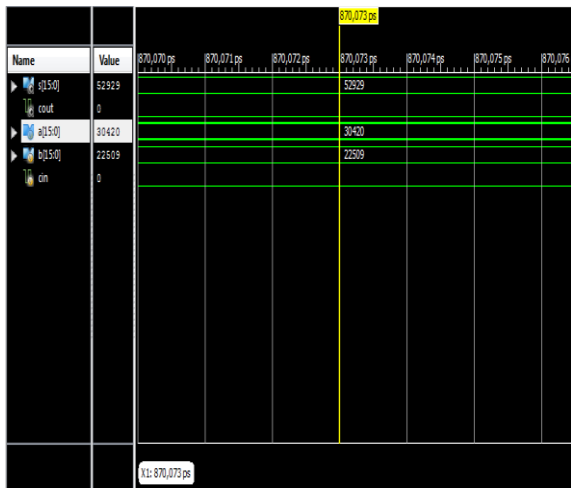 870,073 ps
Name Value 870,070 ps 870,071 ps 870,072 ps 870,073 ps 870,074 ps 870,075 ps 870,076
s[15:0] 52929 52929
cout 0
a[15:0] 30420 30420
b[15:0] 22509 22509
cin 0
X1: 870,073 ps